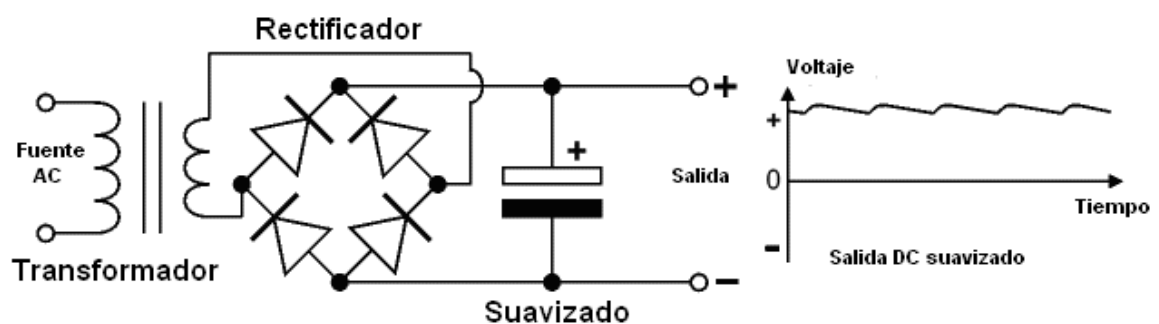 Rectificador
Fuente
AC
Transformador
+
+
Salida
-
Suavizado
Voltaje
+
0
-
Tiempo
Salida DC suavizado